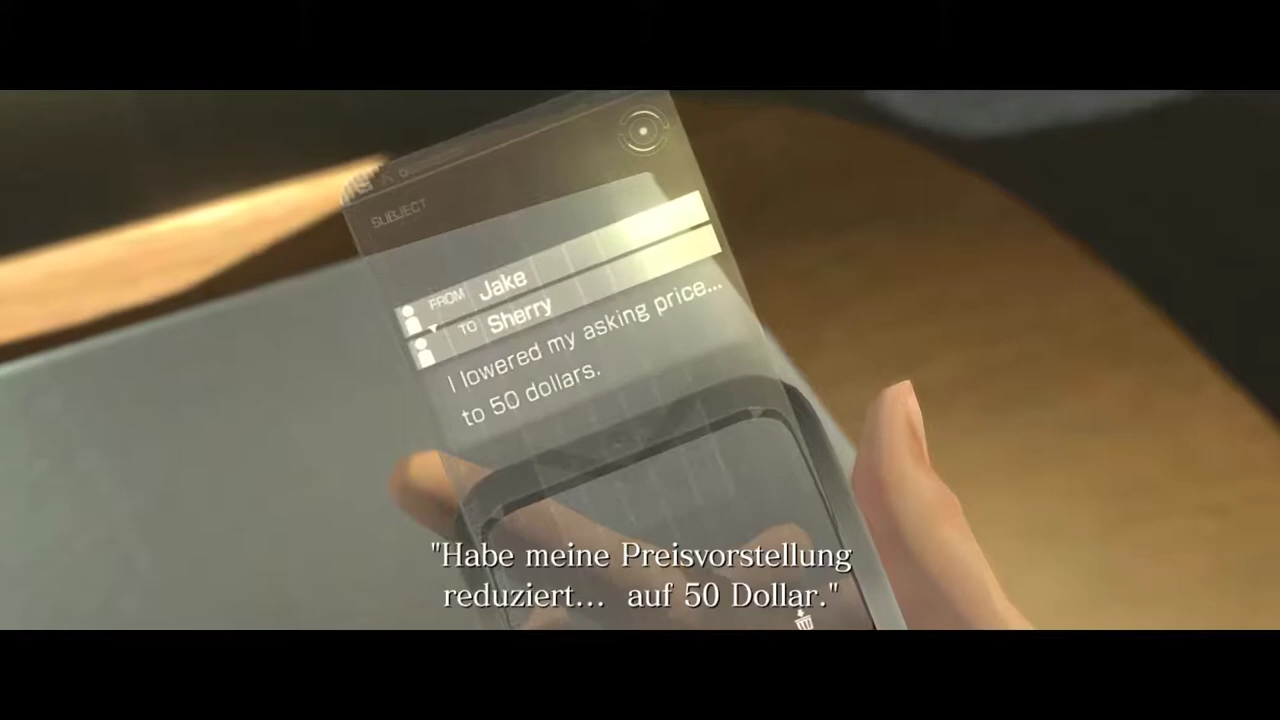 SUBJECT
FROM Jake
TO Sherry
I lowered my asking price...
to 50 dollars.
"Habe meine Preisvorstellung
reduziert... auf 50 Dollar."